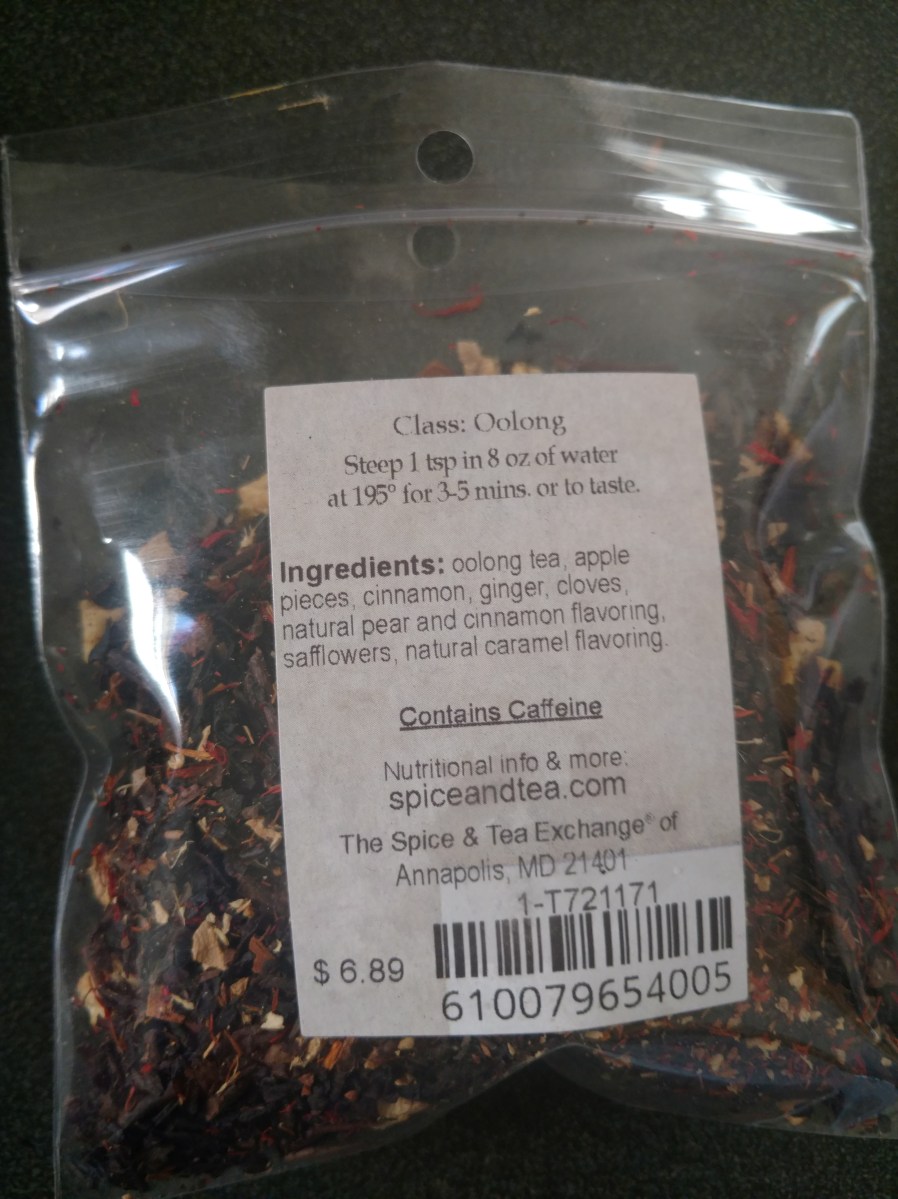 Class: Oolong
Steep 1 tsp in 8 oz of water
at 195° for 3-5 mins. or to taste.
Ingredients: oolong tea, apple
pieces, cinnamon, ginger, cloves,
natural pear and cinnamon flavoring,
safflowers, natural caramel flavoring.
Contains Caffeine
Nutritional info & more:
spiceandtea.com
The Spice & Tea Exchange® of
Annapolis, MD 21401
1-T721171
$ 6.89
610079654005